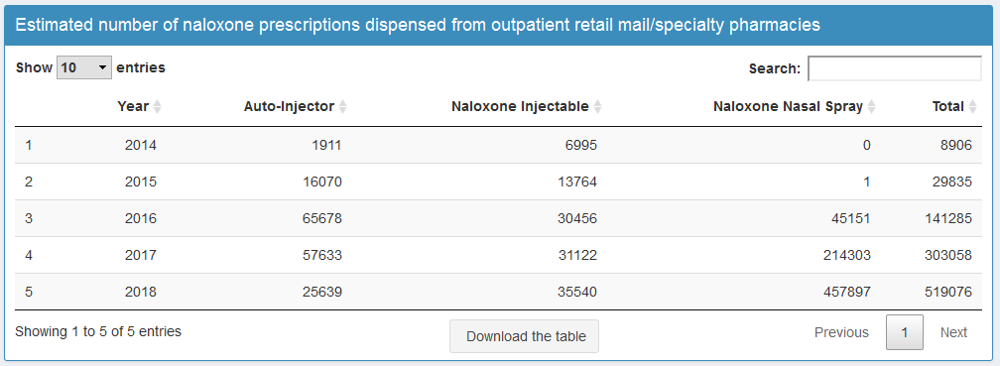 Estimated number of naloxone prescriptions dispensed from outpatient retail mail/specialty pharmacies
Show 10 entries Search:
Year Auto-Injector Naloxone Injectable Naloxone Nasal Spray Total
1 2014 1911 6995 0 8906
2 2015 16070 13764 1 29835
3 2016 65678 30456 45151 141285
4 2017 57633 31122 214303 303058
5 2018 25639 35540 457897 519076
Showing 1 to 5 of 5 entries Download the table Previous 1 Next